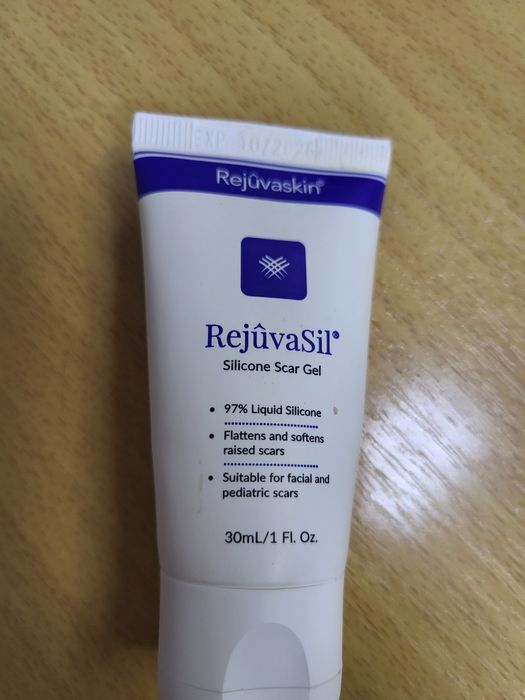 EXP 10/2026
Rejûvaskin®
RejûvaSil®
Silicone Scar Gel
• 97% Liquid Silicone
• Flattens and softens
raised scars
• Suitable for facial and
pediatric scars
30mL/1 Fl. Oz.